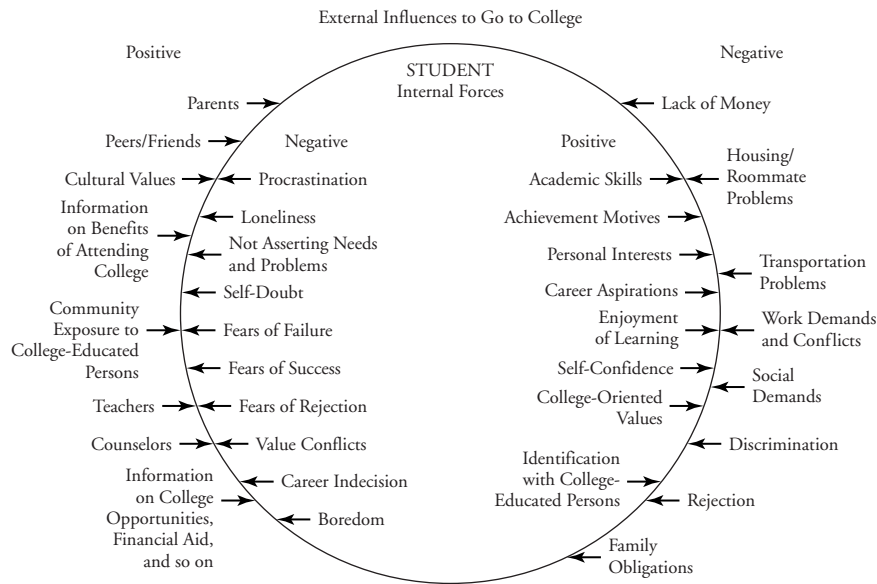 External Influences to Go to College
Positive
Negative
STUDENT
Internal Forces
Negative
Positive
Parents
Peers/Friends
Cultural Values
Information
on Benefits
of Attending
College
Community
Exposure to
College-Educated
Persons
Teachers
Counselors
Information
on College
Opportunities,
Financial Aid,
and so on
Procrastination
Loneliness
Not Asserting Needs
and Problems
Self-Doubt
Fears of Failure
Fears of Success
Fears of Rejection
Value Conflicts
Career Indecision
Boredom
Academic Skills
Achievement Motives
Personal Interests
Career Aspirations
Enjoyment
of Learning
Self-Confidence
College-Oriented
Values
Identification
with College-
Educated Persons
Lack of Money
Housing/
Roommate
Problems
Transportation
Problems
Work Demands
and Conflicts
Social
Demands
Discrimination
Rejection
Family
Obligations